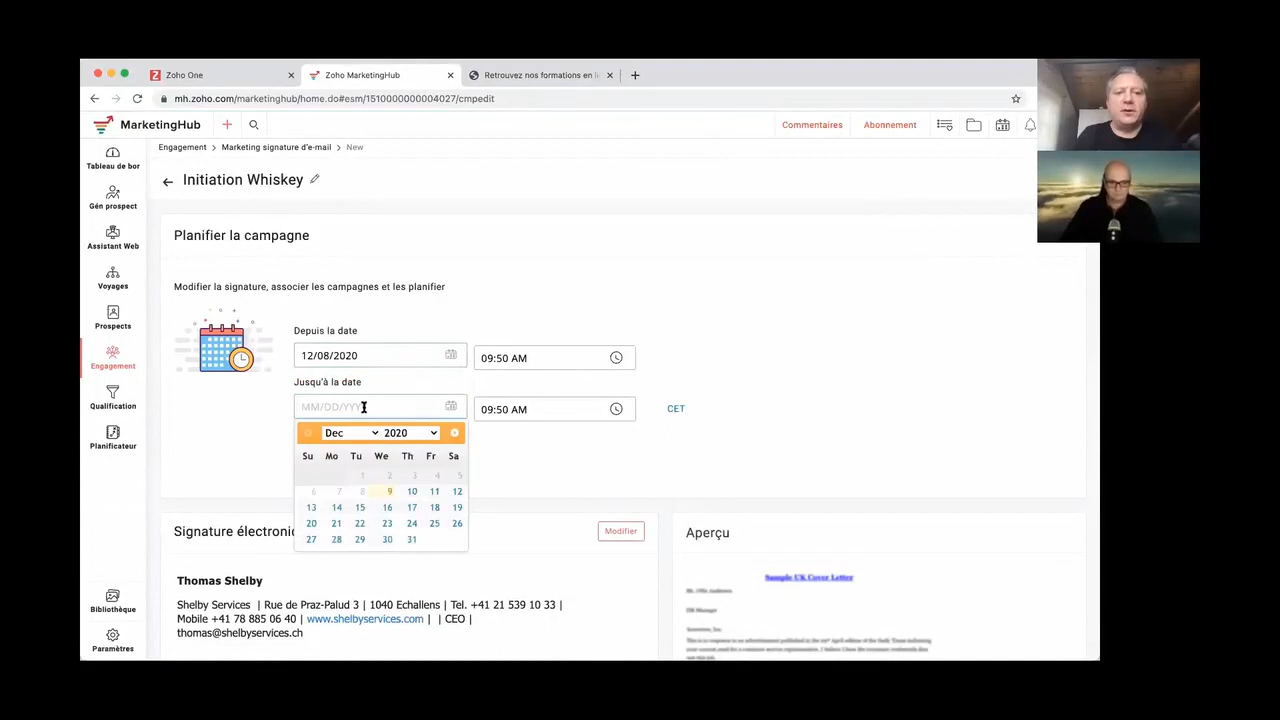 Zoho One
Zoho MarketingHub
Retrouvez nos formations en li
mh.zoho.com/marketinghub/home.do#esm/1510000000004027/cmpedit
MarketingHub
Commentaires
Abonnement
Tableau de bor
Gén prospect
Assistant Web
Voyages
Prospects
Engagement
Qualification
Planificateur
Bibliothèque
Paramètres
Engagement > Marketing signature d'e-mail > New
Initiation Whiskey
Planifier la campagne
Modifier la signature, associer les campagnes et les planifier
Depuis la date
12/08/2020 09:50 AM
Jusqu'à la date
MM/DD/YYY 09:50 AM CET
Dec 2020
Su Mo Tu We Th Fr Sa
1 2 3 4 5
6 7 8 9 10 11 12
13 14 15 16 17 18 19
20 21 22 23 24 25 26
27 28 29 30 31
Signature électroni
Modifier
Thomas Shelby
Shelby Services | Rue de Praz-Palud 3 | 1040 Echallens | Tel. +41 21 539 10 33 |
Mobile +41 78 885 06 40 | www.shelbyservices.com | | CEO |
thomas@shelbyservices.ch
Aperçu
Sample UK Cover Letter